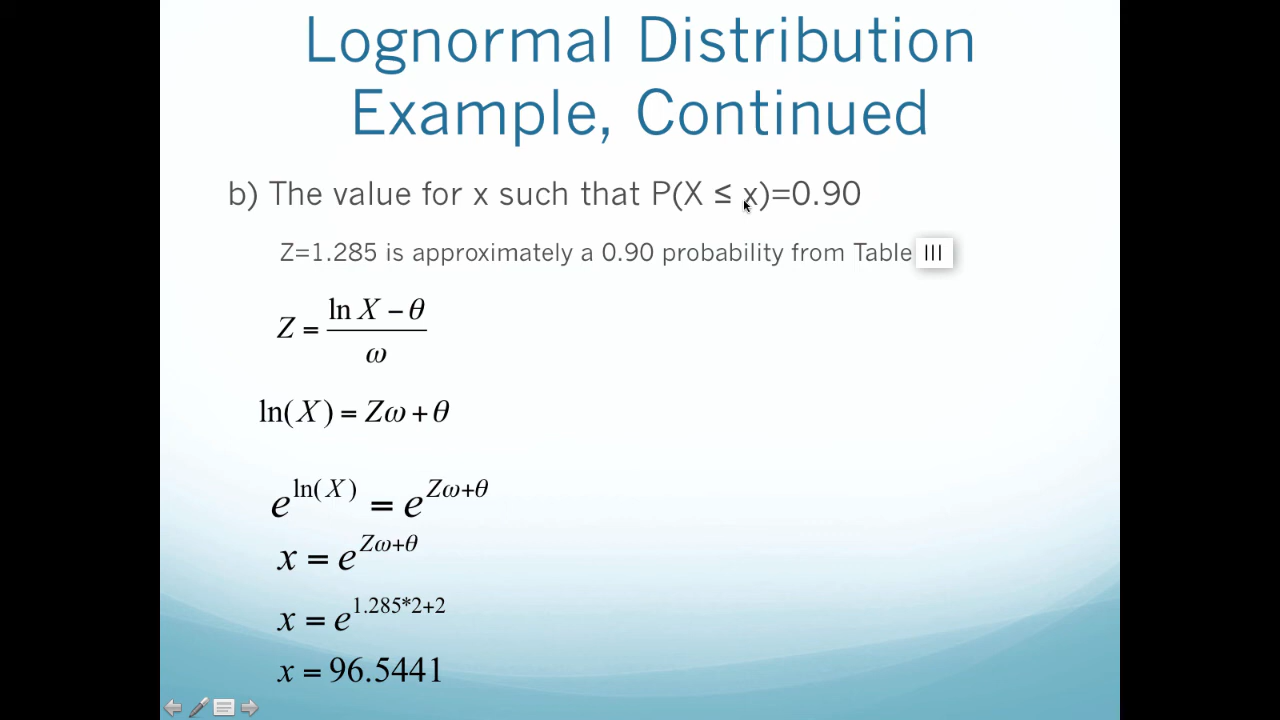 Lognormal Distribution
Example, Continued
b) The value for x such that P(X ≤ x)=0.90
Z=1.285 is approximately a 0.90 probability from Table III
Z = \frac{\ln X - θ}{ω}
ln(X) = Zω + θ
e^{ln(X)} = e^{Zω+θ}
x = e^{Zω+θ}
x = e^{1.285*2+2}
x = 96.5441